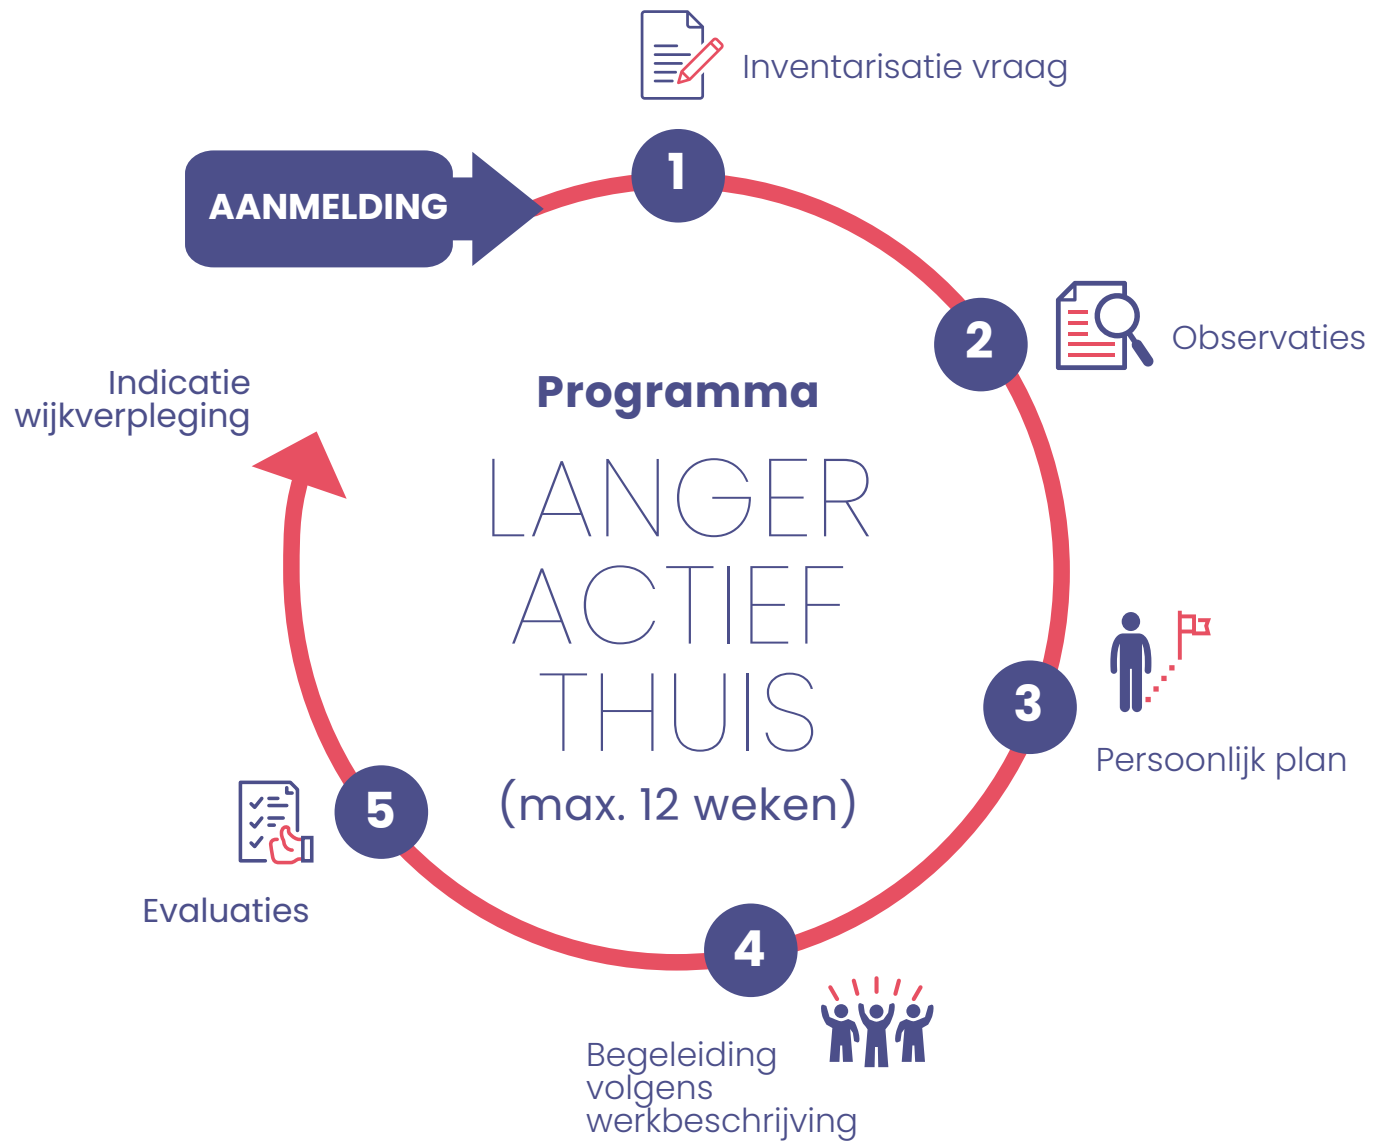 Inventarisatie vraag
AANMELDING
1
2
Observaties
Indicatie
wijkverpleging
Programma
LANGER
ACTIEF
THUIS
(max. 12 weken)
3
Persoonlijk plan
4
Begeleiding
volgens
werkbeschrijving
5
Evaluaties